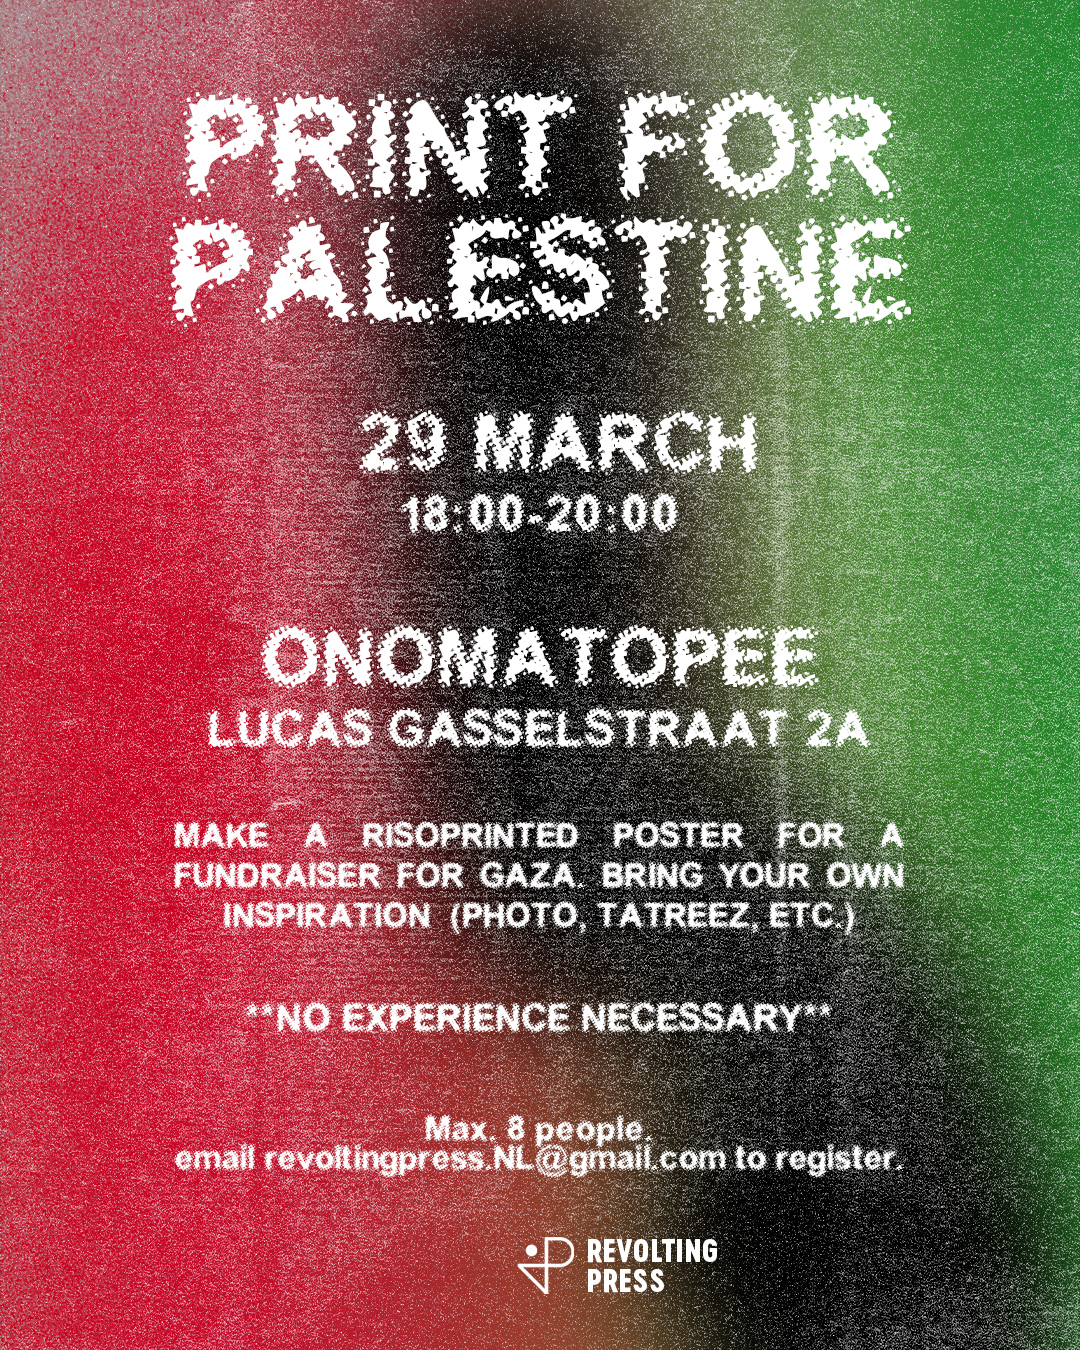 PRINT FOR
PALESTINE
29 MARCH
18:00-20:00
ONOMATOPEE
LUCAS GASSELSTRAAT 2A
MAKE A RISOPRINTED POSTER FOR A
FUNDRAISER FOR GAZA. BRING YOUR OWN
INSPIRATION (PHOTO, TATREEZ, ETC.)
**NO EXPERIENCE NECESSARY**
Max. 8 people.
email revoltingpress.NL@gmail.com to register.
REVOLTING
PRESS